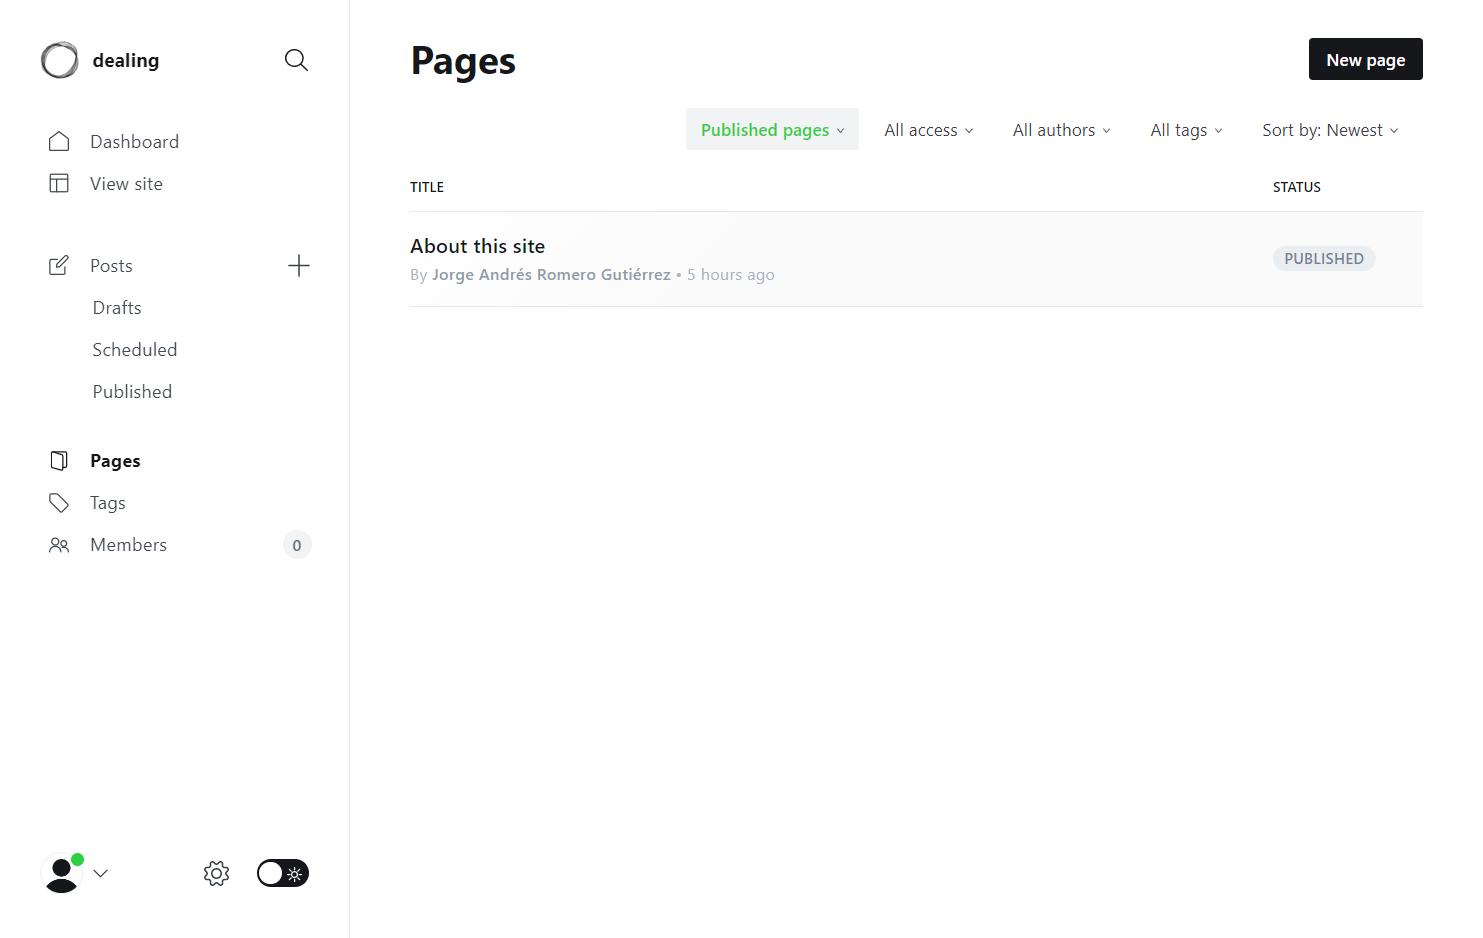 dealing
Dashboard
View site
Posts
Drafts
Scheduled
Published
Pages
Tags
Members
0
Pages
New page
Published pages
All access
All authors
All tags
Sort by: Newest
TITLE
STATUS
About this site
By Jorge Andrés Romero Gutiérrez • 5 hours ago
PUBLISHED